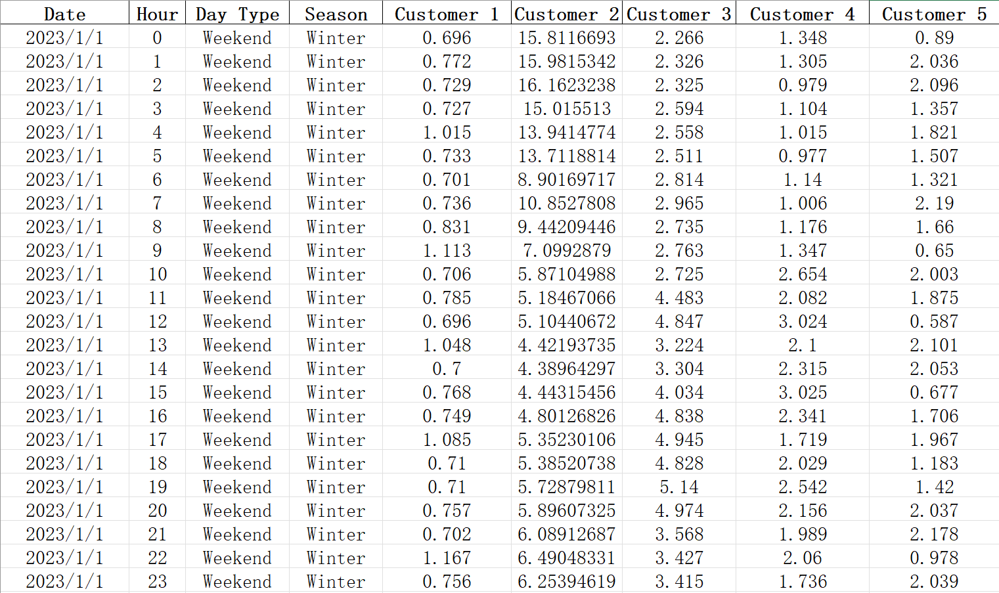 Date Hour Day Type Season Customer 1 Customer 2 Customer 3 Customer 4 Customer 5
2023/1/1 0 Weekend Winter 0.696 15.8116693 2.266 1.348 0.89
2023/1/1 1 Weekend Winter 0.772 15.9815342 2.326 1.305 2.036
2023/1/1 2 Weekend Winter 0.729 16.1623238 2.325 0.979 2.096
2023/1/1 3 Weekend Winter 0.727 15.015513 2.594 1.104 1.357
2023/1/1 4 Weekend Winter 1.015 13.9414774 2.558 1.015 1.821
2023/1/1 5 Weekend Winter 0.733 13.7118814 2.511 0.977 1.507
2023/1/1 6 Weekend Winter 0.701 8.90169717 2.814 1.14 1.321
2023/1/1 7 Weekend Winter 0.736 10.8527808 2.965 1.006 2.19
2023/1/1 8 Weekend Winter 0.831 9.44209446 2.735 1.176 1.66
2023/1/1 9 Weekend Winter 1.113 7.0992879 2.763 1.347 0.65
2023/1/1 10 Weekend Winter 0.706 5.87104988 2.725 2.654 2.003
2023/1/1 11 Weekend Winter 0.785 5.18467066 4.483 2.082 1.875
2023/1/1 12 Weekend Winter 0.696 5.10440672 4.847 3.024 0.587
2023/1/1 13 Weekend Winter 1.048 4.42193735 3.224 2.1 2.101
2023/1/1 14 Weekend Winter 0.7 4.38964297 3.304 2.315 2.053
2023/1/1 15 Weekend Winter 0.768 4.44315456 4.034 3.025 0.677
2023/1/1 16 Weekend Winter 0.749 4.80126826 4.838 2.341 1.706
2023/1/1 17 Weekend Winter 1.085 5.35230106 4.945 1.719 1.967
2023/1/1 18 Weekend Winter 0.71 5.38520738 4.828 2.029 1.183
2023/1/1 19 Weekend Winter 0.71 5.72879811 5.14 2.542 1.42
2023/1/1 20 Weekend Winter 0.757 5.89607325 4.974 2.156 2.037
2023/1/1 21 Weekend Winter 0.702 6.08912687 3.568 1.989 2.178
2023/1/1 22 Weekend Winter 1.167 6.49048331 3.427 2.06 0.978
2023/1/1 23 Weekend Winter 0.756 6.25394619 3.415 1.736 2.039